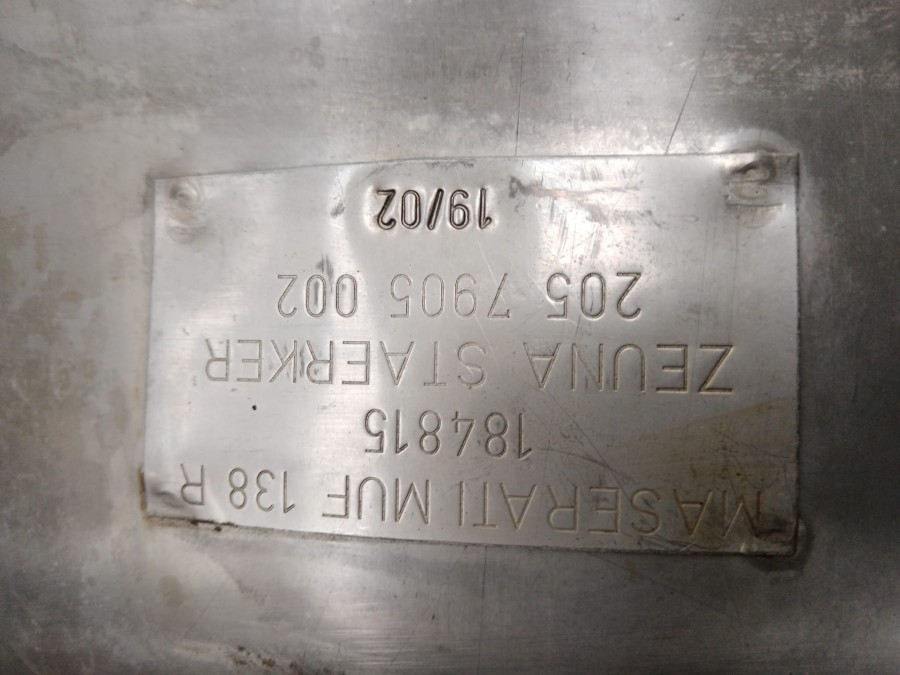 MASERATI MUF 138 R
184815
ZEUNA STAERKER
205 7905 002
19/02